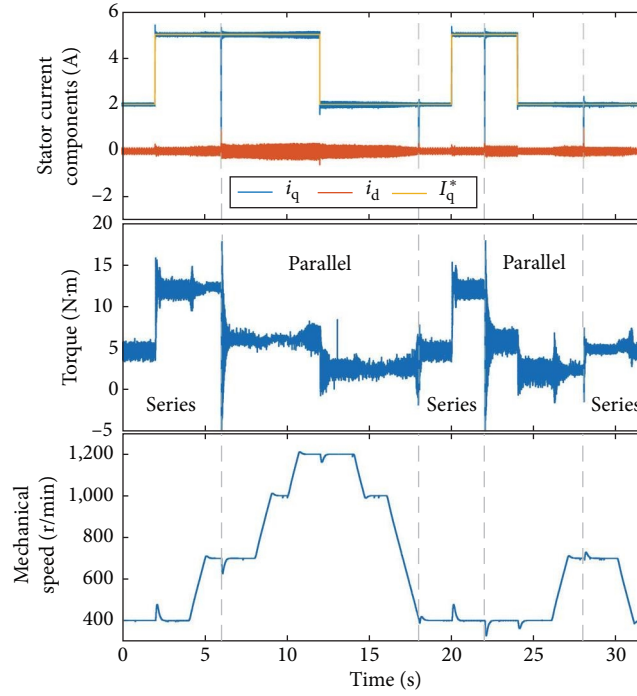 6
4
2
0
−2
Stator current
components (A)
i_q i_d I_q^*
20
15
10
5
0
−5
Torque (N·m)
Parallel Parallel
Series Series Series
1,200
1,000
800
600
400
Mechanical
speed (r/min)
0 5 10 15 20 25 30
Time (s)